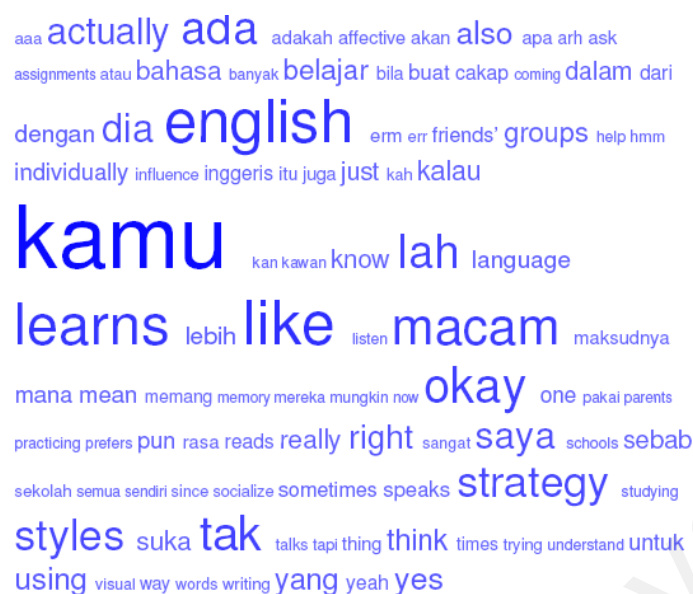 aaa actually ada adakah affective akan also apa arh ask
assignments atau bahasa banyak belajar bila buat cakap coming dalam dari
dengan dia english erm err friends’ groups help hmm
individually influence inggeris itu juga just kah kalau
kamu kan kawan know lah language
learns lebih like listen macam maksudnya
mana mean memang memory mereka mungkin now okay one pakai parents
practicing prefers pun rasa reads really right sangat saya schools sebab
sekolah semua sendiri since socialize sometimes speaks strategy studying
styles suka tak talks tapi thing think times trying understand untuk
using visual way words writing yang yeah yes